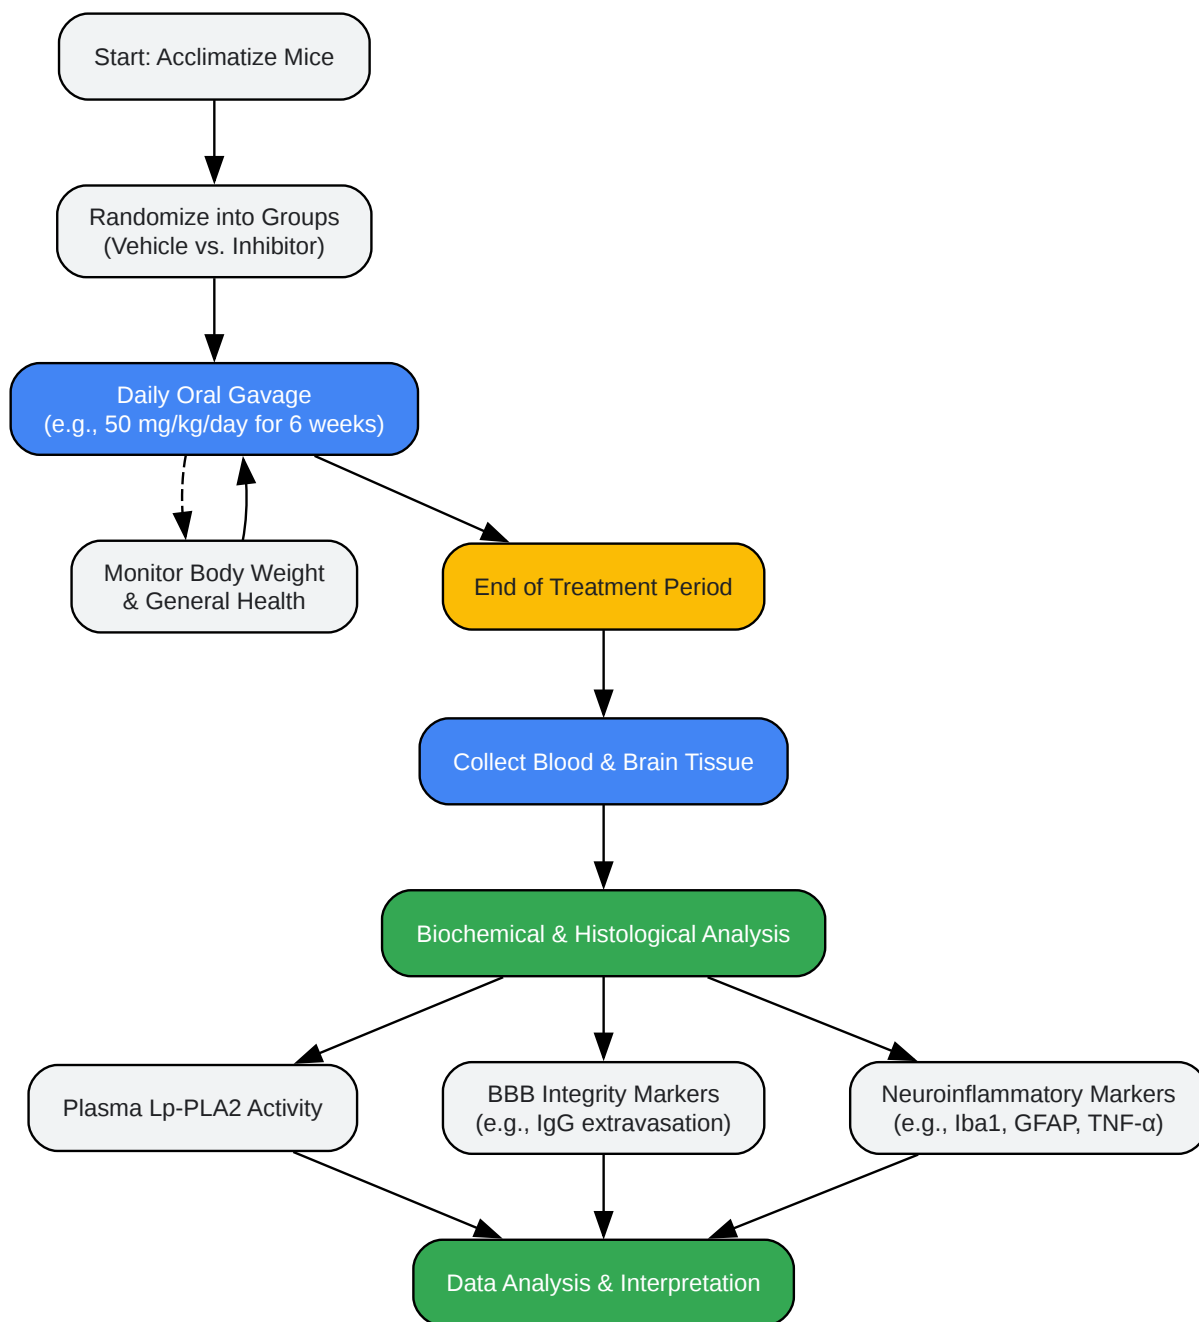 Start: Acclimatize Mice
Randomize into Groups
(Vehicle vs. Inhibitor)
Daily Oral Gavage
(e.g., 50 mg/kg/day for 6 weeks)
Monitor Body Weight
& General Health
End of Treatment Period
Collect Blood & Brain Tissue
Biochemical & Histological Analysis
Plasma Lp-PLA2 Activity
BBB Integrity Markers
(e.g., IgG extravasation)
Neuroinflammatory Markers
(e.g., Iba1, GFAP, TNF-α)
Data Analysis & Interpretation